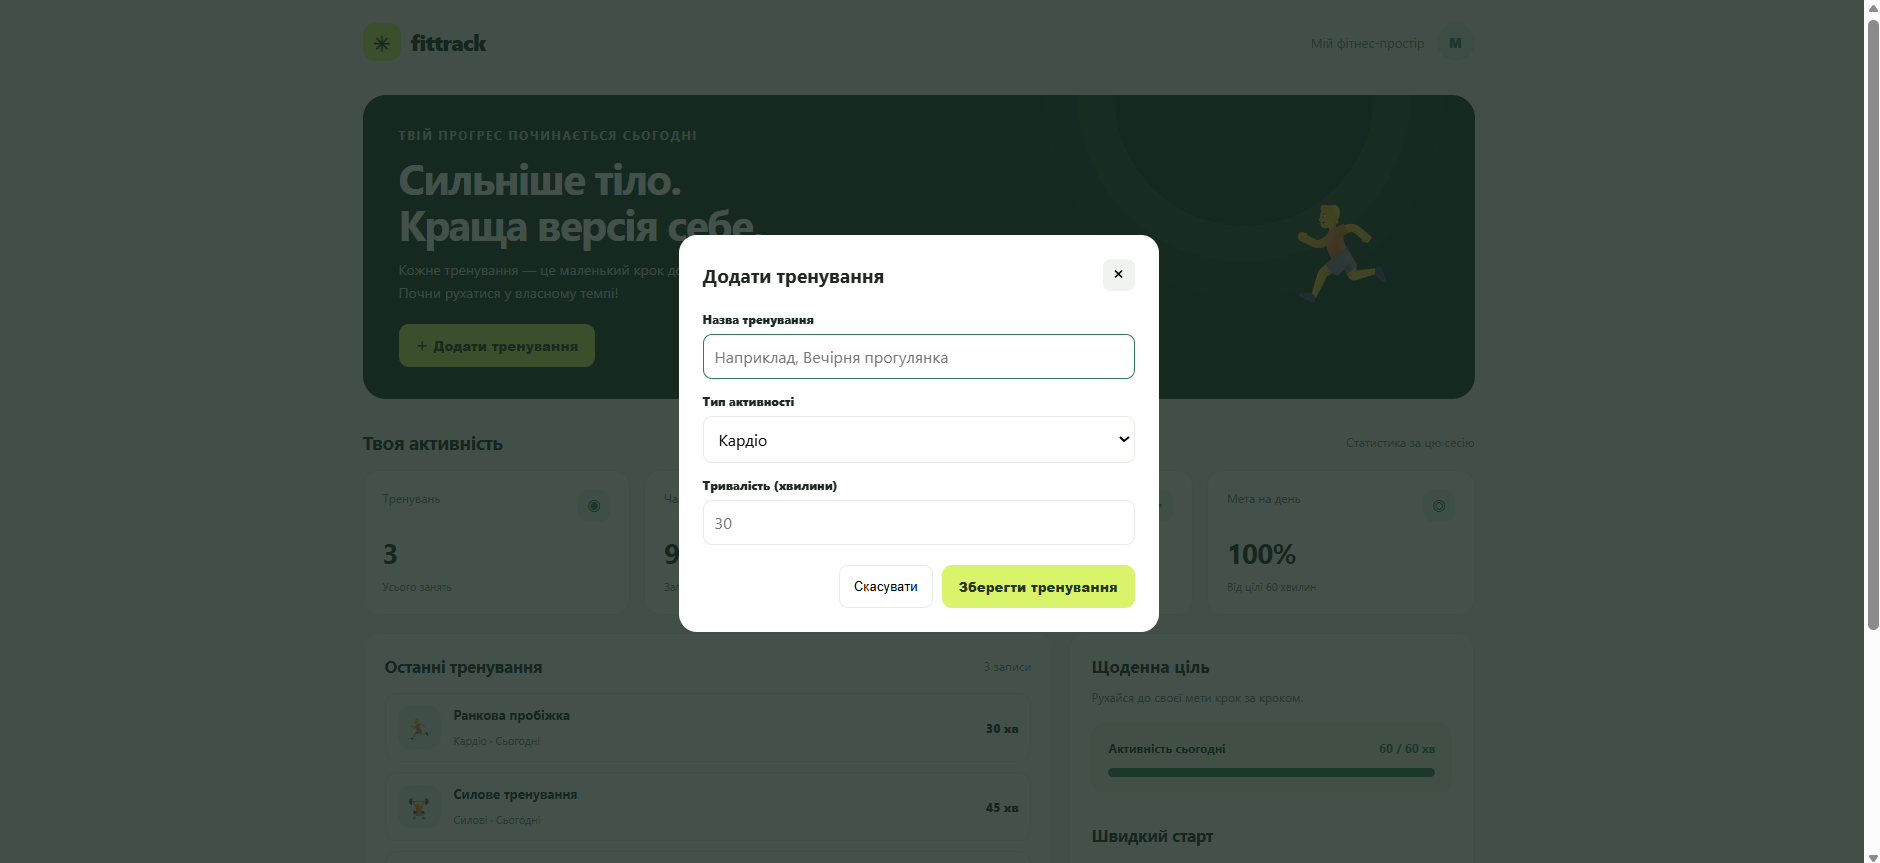 fittrack
Мій фітнес-простір
М
ТВІЙ ПРОГРЕС ПОЧИНАЄТЬСЯ СЬОГОДНІ
Сильніше тіло.
Краща версія себе.
Кожне тренування — це маленький крок
Почни рухатися у власному темпі!
+ Додати тренування
Додати тренування
×
Назва тренування
Наприклад, Вечірня прогулянка
Тип активності
Кардіо
Тривалість (хвилини)
30
Скасувати
Зберегти тренування
Твоя активність
Статистика за цю сесію
Тренувань
3
Усього занять
9
Мета на день
100%
Від цілі 60 хвилин
Останні тренування
3 записи
Ранкова пробіжка
Кардіо · Сьогодні
30 хв
Силове тренування
Силові · Сьогодні
45 хв
Щоденна ціль
Рухайся до своєї мети крок за кроком.
Активність сьогодні
60 / 60 хв
Швидкий старт